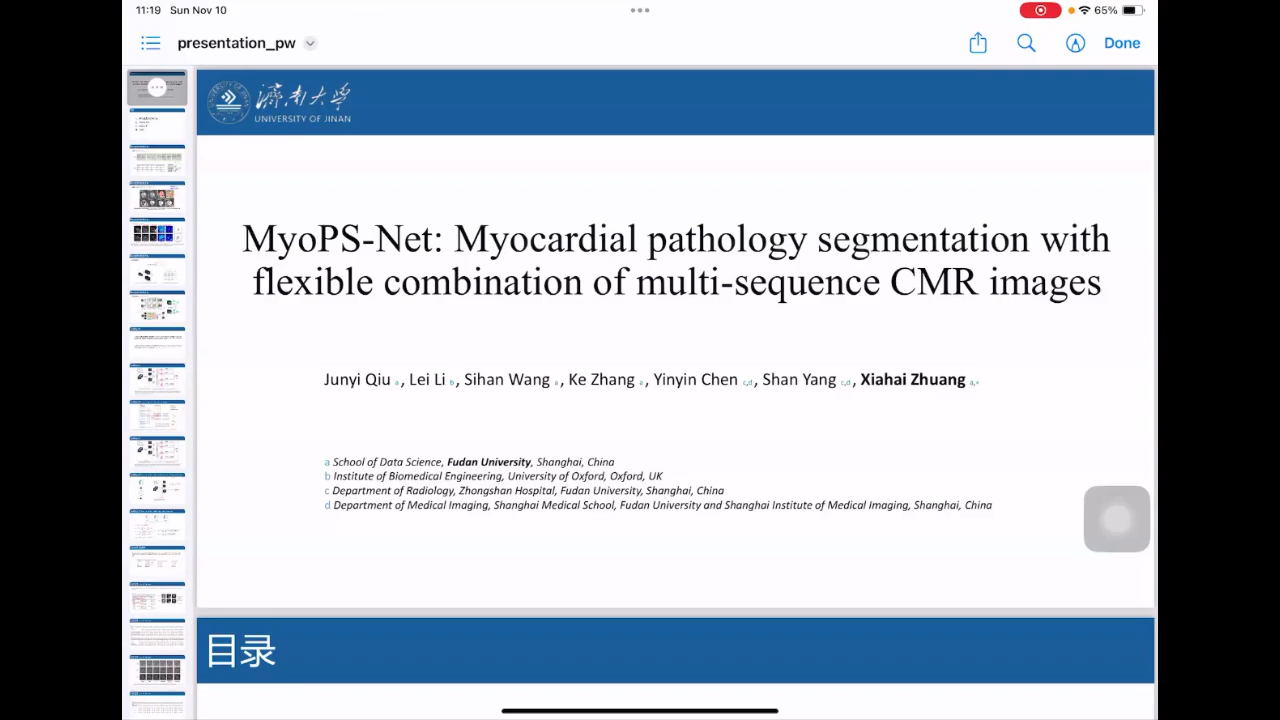 11:19 Sun Nov 10
65%
presentation_pw
Done
濟南大学
UNIVERSITY OF JINAN
MyoPS-Net: Myocardial pathology segmentation with
flexible combination of multi-sequence CMR images
Junyi Qiu a, Lei Li b, Sihan Wang a, Ke Zhang a, Yinyin Chen c,d, Shan Yang c,d, Xiahai Zhuang a,*
a School of Data Science, Fudan University, Shanghai, China
b Institute of Biomedical Engineering, University of Oxford, Oxford, UK
c Department of Radiology, Zhongshan Hospital, Fudan University, Shanghai, China
d Department of Medical Imaging, Shanghai Medical School, Fudan University and Shanghai Institute of Medical Imaging, Shanghai, China
目录